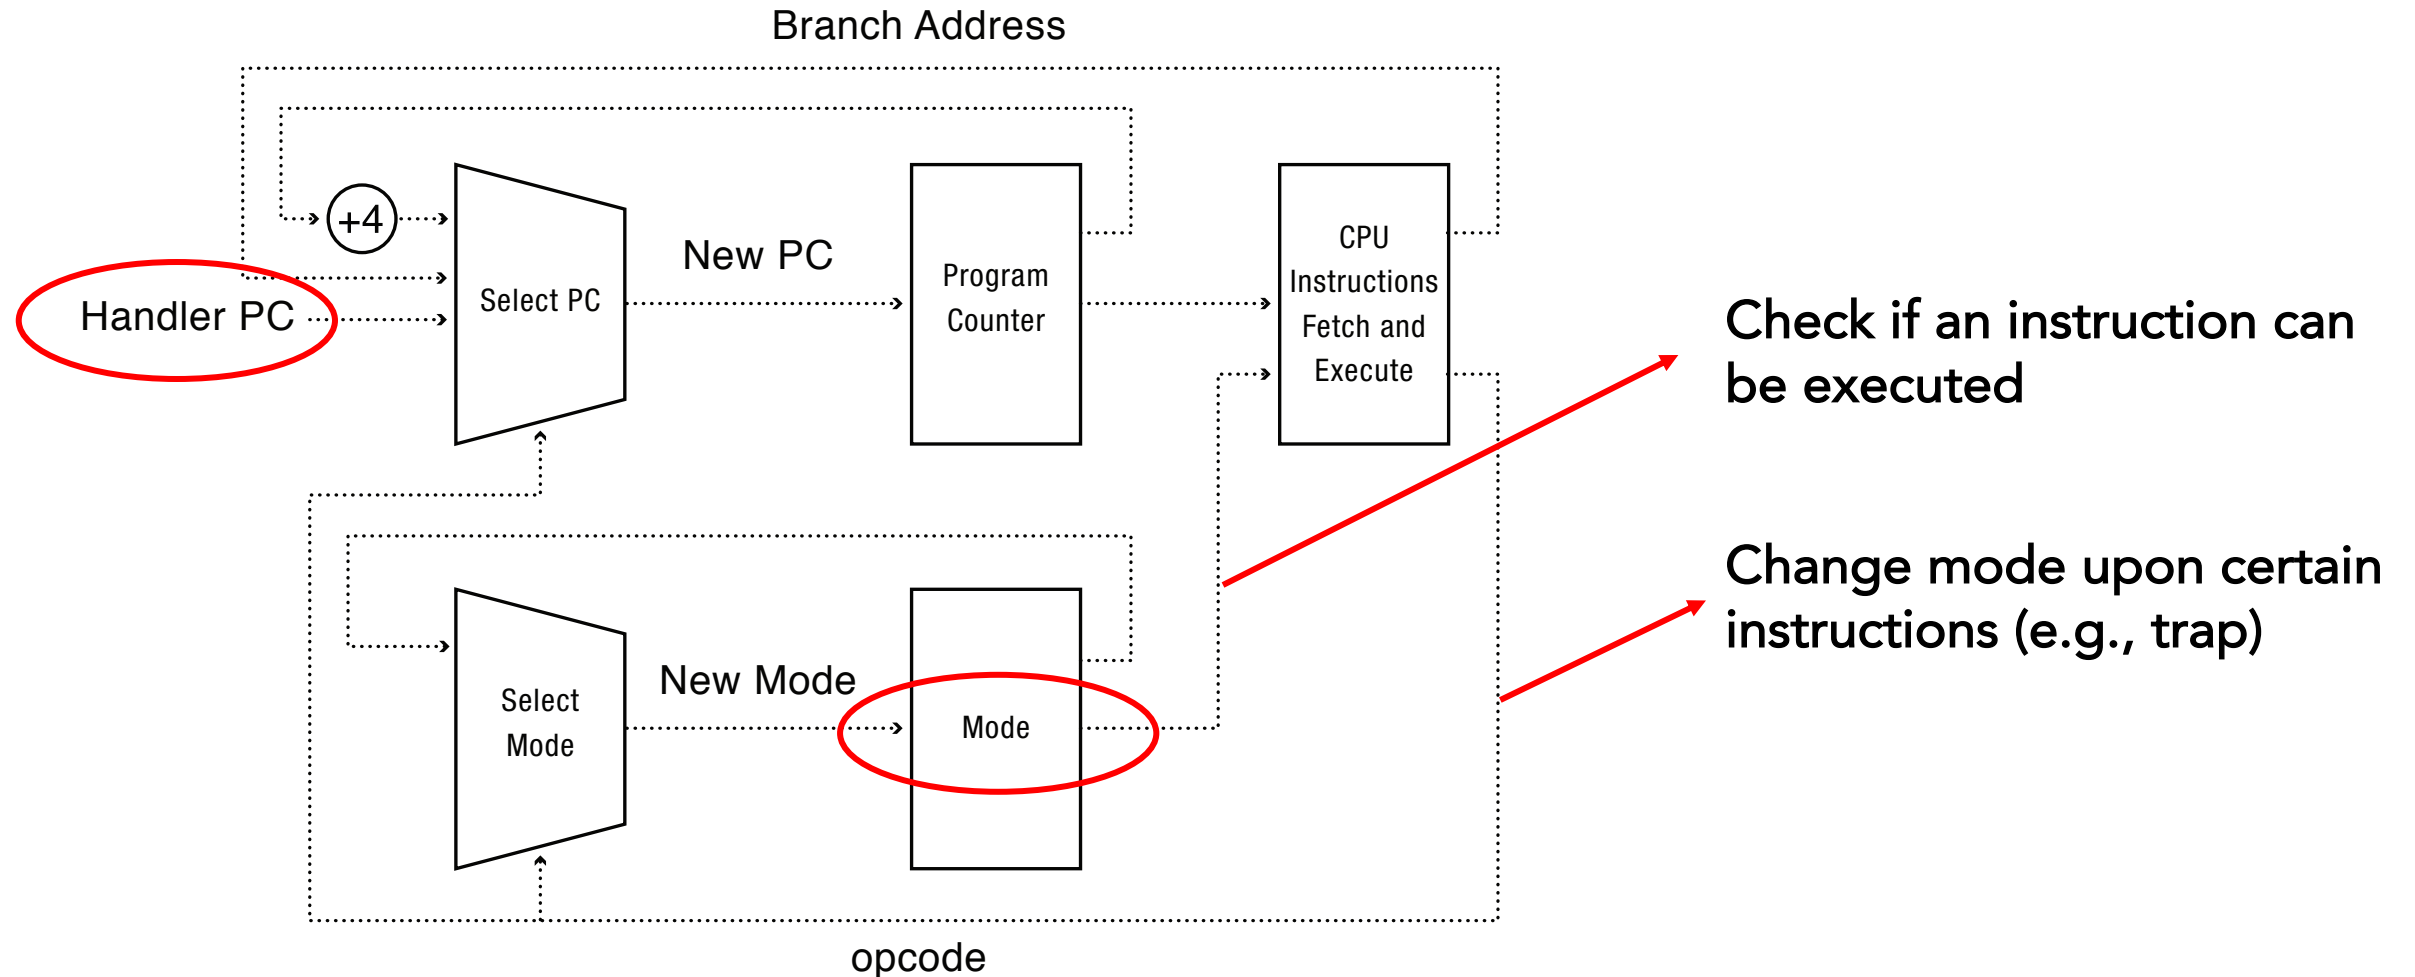 Branch Address
+4
Handler PC
Select PC
New PC
Program
Counter
CPU
Instructions
Fetch and
Execute
Check if an instruction can
be executed
Select
Mode
New Mode
Mode
Change mode upon certain
instructions (e.g., trap)
opcode